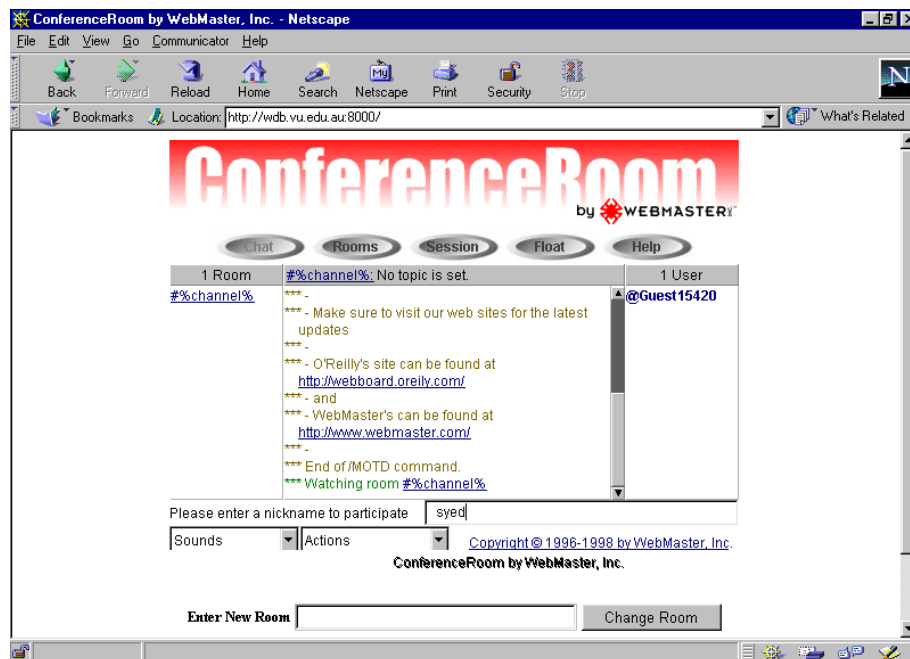 ConferenceRoom by WebMaster, Inc. - Netscape
File Edit View Go Communicator Help
Back Forward Reload Home Search Netscape Print Security Stop
My
N
Bookmarks Location: http://wdb.vu.edu.au:8000/ What's Related
ConferenceRoom
by WEBMASTER
Chat Rooms Session Float Help
1 Room #%channel%: No topic is set. 1 User
#%channel% *** - @Guest15420
*** - Make sure to visit our web sites for the latest
updates
*** -
*** - O'Reilly's site can be found at
http://webboard.oreily.com/
*** - and
*** - WebMaster's can be found at
http://www.webmaster.com/
*** -
*** End of /MOTD command.
*** Watching room #%channel%
Please enter a nickname to participate syed
Sounds Actions Copyright © 1996-1998 by WebMaster, Inc.
ConferenceRoom by WebMaster, Inc.
Enter New Room Change Room